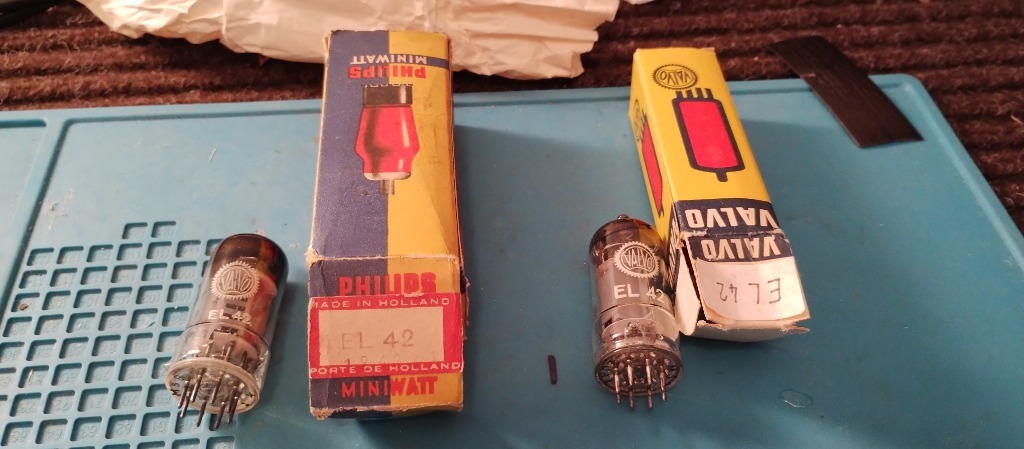 PHILIPS
MINIWATT
PHILIPS
MADE IN HOLLAND
EL 42
PORTE DE HOLLAND
MINIWATT
VALVO
EL 42
VALVO
VALVO
VALVO
EL 42
VALVO
EL 42